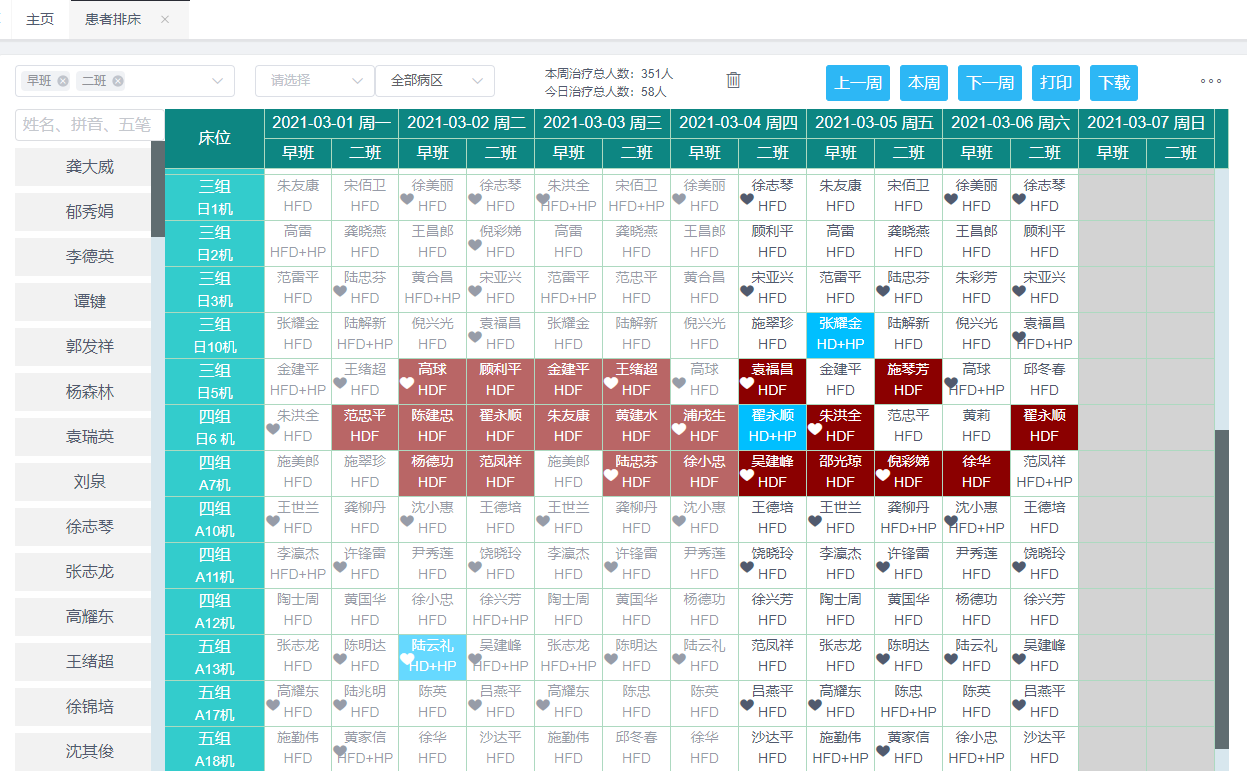 主页 患者排床 ×
早班 二班 请选择 全部病区 本周治疗总人数：351人 上一周 本周 下一周 打印 下载
今日治疗总人数：58人
姓名、拼音、五笔 床位 2021-03-01 周一 2021-03-02 周二 2021-03-03 周三 2021-03-04 周四 2021-03-05 周五 2021-03-06 周六 2021-03-07 周日
早班 二班 早班 二班 早班 二班 早班 二班 早班 二班 早班 二班 早班 二班
龚大威
郁秀娟
李德英
谭键
郭发祥
杨森林
袁瑞英
刘泉
徐志琴
张志龙
高耀东
王绪超
徐锦培
沈其俊
三组 朱友康 宋佰卫 徐美丽 徐志琴 朱洪全 宋佰卫 徐美丽 徐志琴 朱友康 宋佰卫 徐美丽 徐志琴
日1机 HFD HFD HFD HFD HFD+HP HFD+HP HFD HFD HFD HFD HFD HFD
三组 高雷 龚晓燕 王昌郎 倪彩娣 高雷 龚晓燕 王昌郎 顾利平 高雷 龚晓燕 王昌郎 顾利平
日2机 HFD+HP HFD HFD HFD HFD HFD HFD HFD HFD HFD HFD HFD
三组 范雷平 陆忠芬 黄合昌 宋亚兴 范雷平 范忠平 黄合昌 宋亚兴 范雷平 陆忠芬 朱彩芳 宋亚兴
日3机 HFD HFD HFD+HP HFD HFD+HP HFD HFD HFD HFD HFD HFD HFD
三组 张耀金 陆解新 倪兴光 袁福昌 张耀金 陆解新 倪兴光 施翠珍 张耀金 陆解新 倪兴光 袁福昌
日10机 HFD HFD+HP HFD HFD HFD HFD HFD HFD HD+HP HFD HFD HFD+HP
三组 金建平 王绪超 高球 顾利平 金建平 王绪超 高球 袁福昌 金建平 施琴芳 高球 邱冬春
日5机 HFD+HP HFD HDF HDF HDF HDF HFD HDF HFD HDF HFD+HP HFD
四组 朱洪全 范忠平 陈建忠 翟永顺 朱友康 黄建水 浦戌生 翟永顺 朱洪全 范忠平 黄莉 翟永顺
日6 机 HFD HDF HDF HDF HDF HDF HDF HD+HP HDF HFD HFD HDF
四组 施美郎 施翠珍 杨德功 范凤祥 施美郎 陆忠芬 徐小忠 吴建峰 邵光琼 倪彩娣 徐华 范凤祥
A7机 HFD HFD HDF HDF HFD HDF HDF HDF HDF HDF HDF HFD+HP
四组 王世兰 龚柳丹 沈小惠 王德培 王世兰 龚柳丹 沈小惠 王德培 王世兰 龚柳丹 沈小惠 王德培
A10机 HFD HFD HFD HFD HFD HFD HFD HFD HFD HFD+HP HFD+HP HFD
四组 李瀛杰 许锋雷 尹秀莲 饶晓玲 李瀛杰 许锋雷 尹秀莲 饶晓玲 李瀛杰 许锋雷 尹秀莲 饶晓玲
A11机 HFD+HP HFD HFD HFD HFD HFD HFD HFD HFD HFD HFD HFD
四组 陶士周 黄国华 徐小忠 徐兴芳 陶士周 黄国华 杨德功 徐兴芳 陶士周 黄国华 杨德功 徐兴芳
A12机 HFD HFD HFD HFD+HP HFD HFD HFD HFD HFD HFD HFD HFD
五组 张志龙 陈明达 陆云礼 吴建峰 张志龙 陈明达 陆云礼 范凤祥 张志龙 陈明达 陆云礼 吴建峰
A13机 HFD HFD HD+HP HFD+HP HFD+HP HFD HFD HFD HFD HFD HFD HFD
五组 高耀东 陆兆明 陈英 吕燕平 高耀东 陈忠 陈英 吕燕平 高耀东 陈忠 陈英 吕燕平
A17机 HFD HFD HFD HFD HFD HFD HFD HFD HFD HFD+HP HFD HFD
五组 施勤伟 黄家信 徐华 沙达平 施勤伟 邱冬春 徐华 沙达平 施勤伟 黄家信 徐小忠 沙达平
A18机 HFD HFD+HP HFD HFD HFD HFD HFD HFD HFD+HP HFD HFD+HP HFD